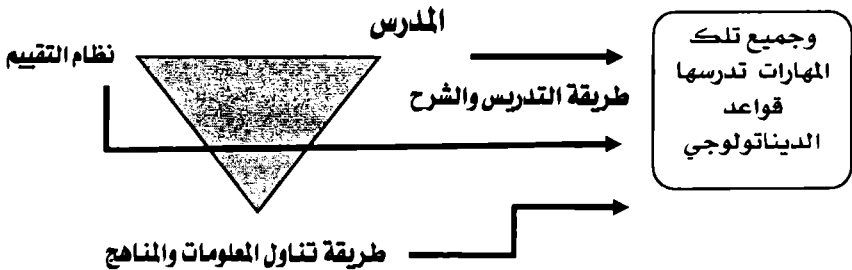 المدرس
نظام التقييم
طريقة التدريس والشرح
طريقة تناول المعلومات والمناهج
وجميع تلك
المهارات تدرسها
قواعد
الديناتولوجي